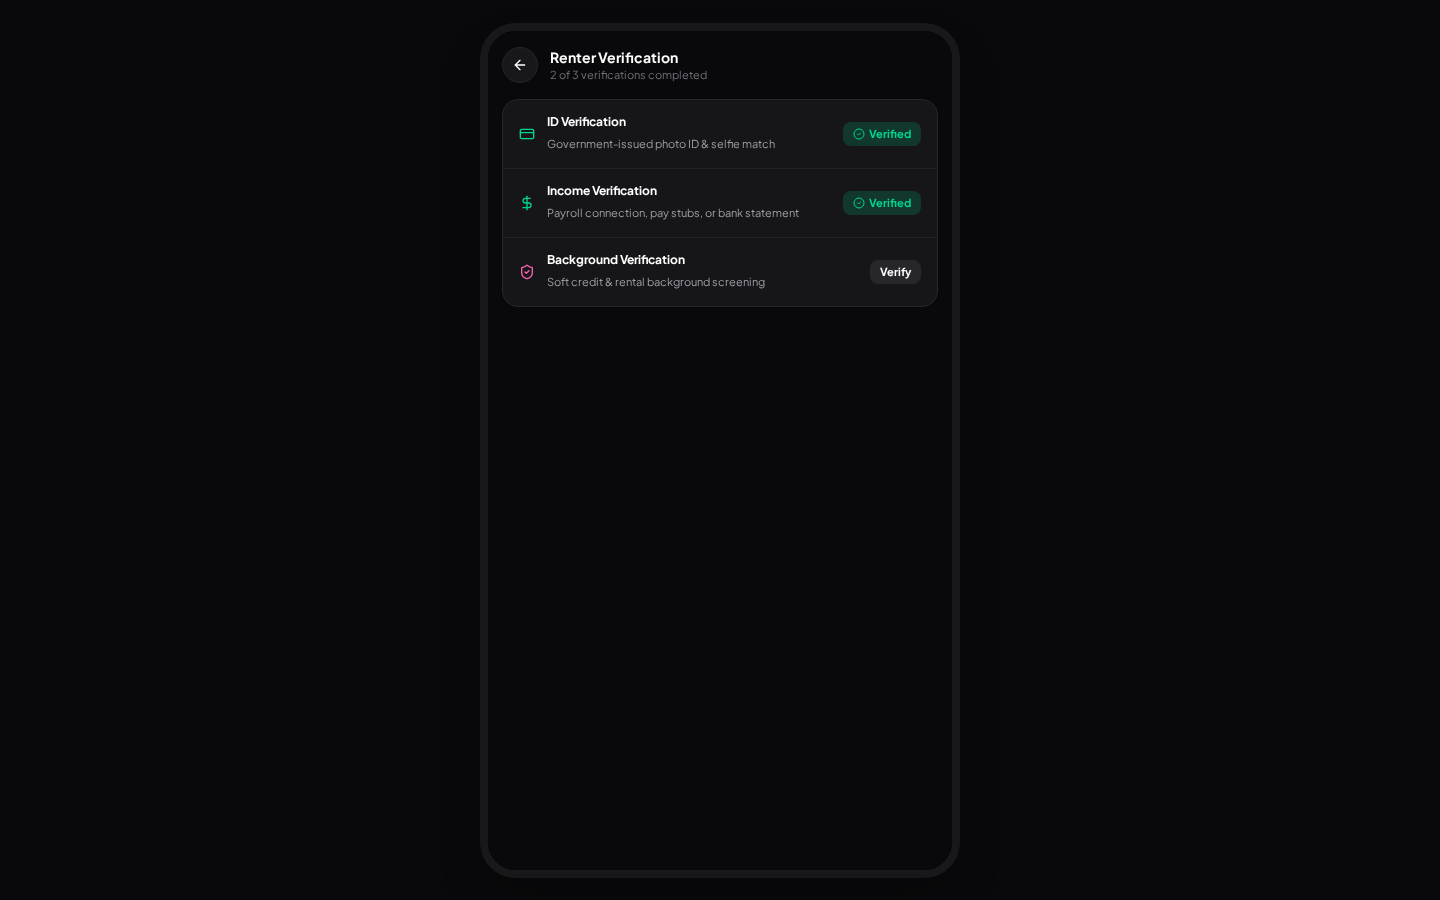 Renter Verification
2 of 3 verifications completed
ID Verification
Government-issued photo ID & selfie match
Verified
Income Verification
Payroll connection, pay stubs, or bank statement
Verified
Background Verification
Soft credit & rental background screening
Verify